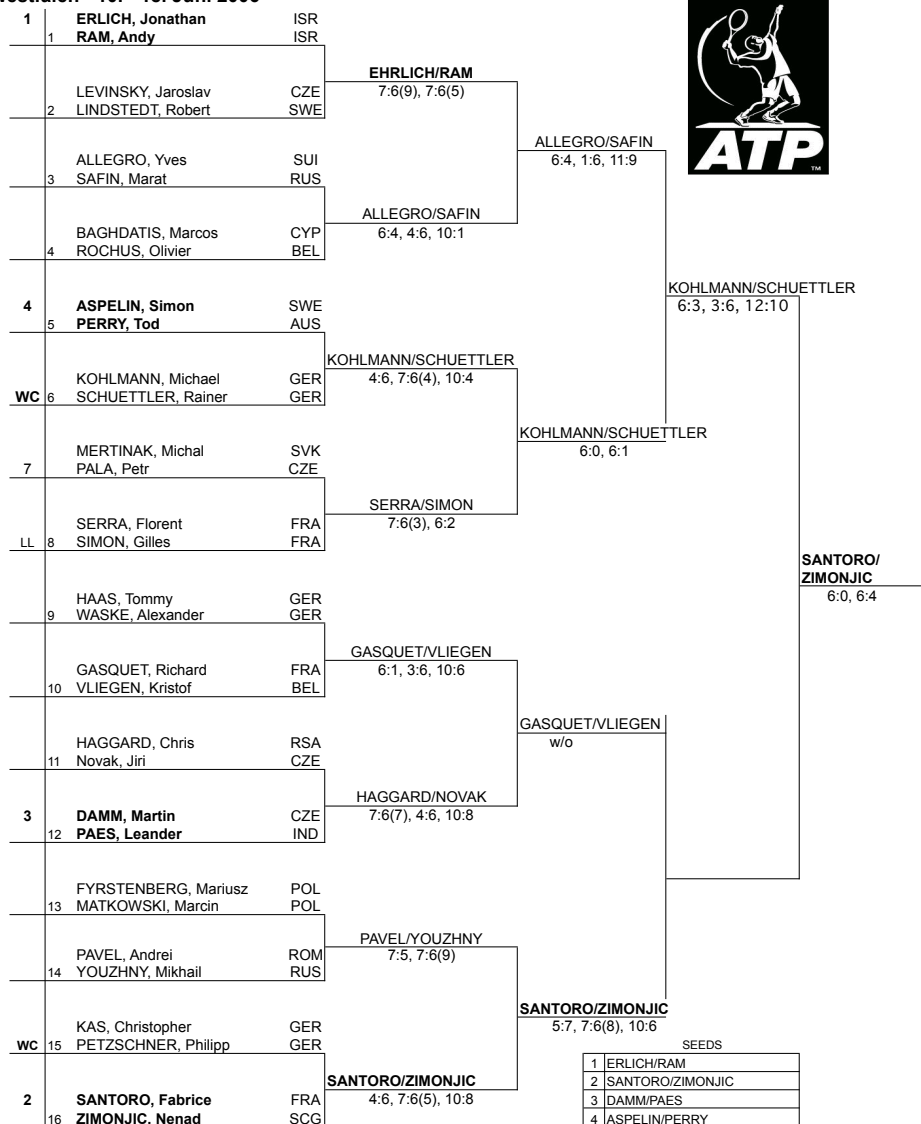 1 ERLICH, Jonathan ISR
1 RAM, Andy ISR
EHRLICH/RAM
7:6(9), 7:6(5)
LEVINSKY, Jaroslav CZE
2 LINDSTEDT, Robert SWE
ALLEGRO/SAFIN
6:4, 1:6, 11:9
ALLEGRO, Yves SUI
3 SAFIN, Marat RUS
ALLEGRO/SAFIN
6:4, 4:6, 10:1
BAGHDATIS, Marcos CYP
4 ROCHUS, Olivier BEL
KOHLMANN/SCHUETTLER
6:3, 3:6, 12:10
4 ASPELIN, Simon SWE
5 PERRY, Tod AUS
KOHLMANN/SCHUETTLER
4:6, 7:6(4), 10:4
KOHLMANN, Michael GER
WC 6 SCHUETTLER, Rainer GER
KOHLMANN/SCHUETTLER
6:0, 6:1
MERTINAK, Michal SVK
7 PALA, Petr CZE
SERRA/SIMON
7:6(3), 6:2
SERRA, Florent FRA
LL 8 SIMON, Gilles FRA
SANTORO/
ZIMONJIC
6:0, 6:4
HAAS, Tommy GER
9 WASKE, Alexander GER
GASQUET/VLIEGEN
6:1, 3:6, 10:6
GASQUET, Richard FRA
10 VLIEGEN, Kristof BEL
GASQUET/VLIEGEN
w/o
HAGGARD, Chris RSA
11 Novak, Jiri CZE
HAGGARD/NOVAK
7:6(7), 4:6, 10:8
3 DAMM, Martin CZE
12 PAES, Leander IND
FYRSTENBERG, Mariusz POL
13 MATKOWSKI, Marcin POL
PAVEL/YOUZHNY
7:5, 7:6(9)
PAVEL, Andrei ROM
14 YOUZHNY, Mikhail RUS
SANTORO/ZIMONJIC
5:7, 7:6(8), 10:6
KAS, Christopher GER
WC 15 PETZSCHNER, Philipp GER
SANTORO/ZIMONJIC
4:6, 7:6(5), 10:8
2 SANTORO, Fabrice FRA
16 ZIMONJIC, Nenad SCG
SEEDS
1 ERLICH/RAM
2 SANTORO/ZIMONJIC
3 DAMM/PAES
4 ASPELIN/PERRY
ATP
TM